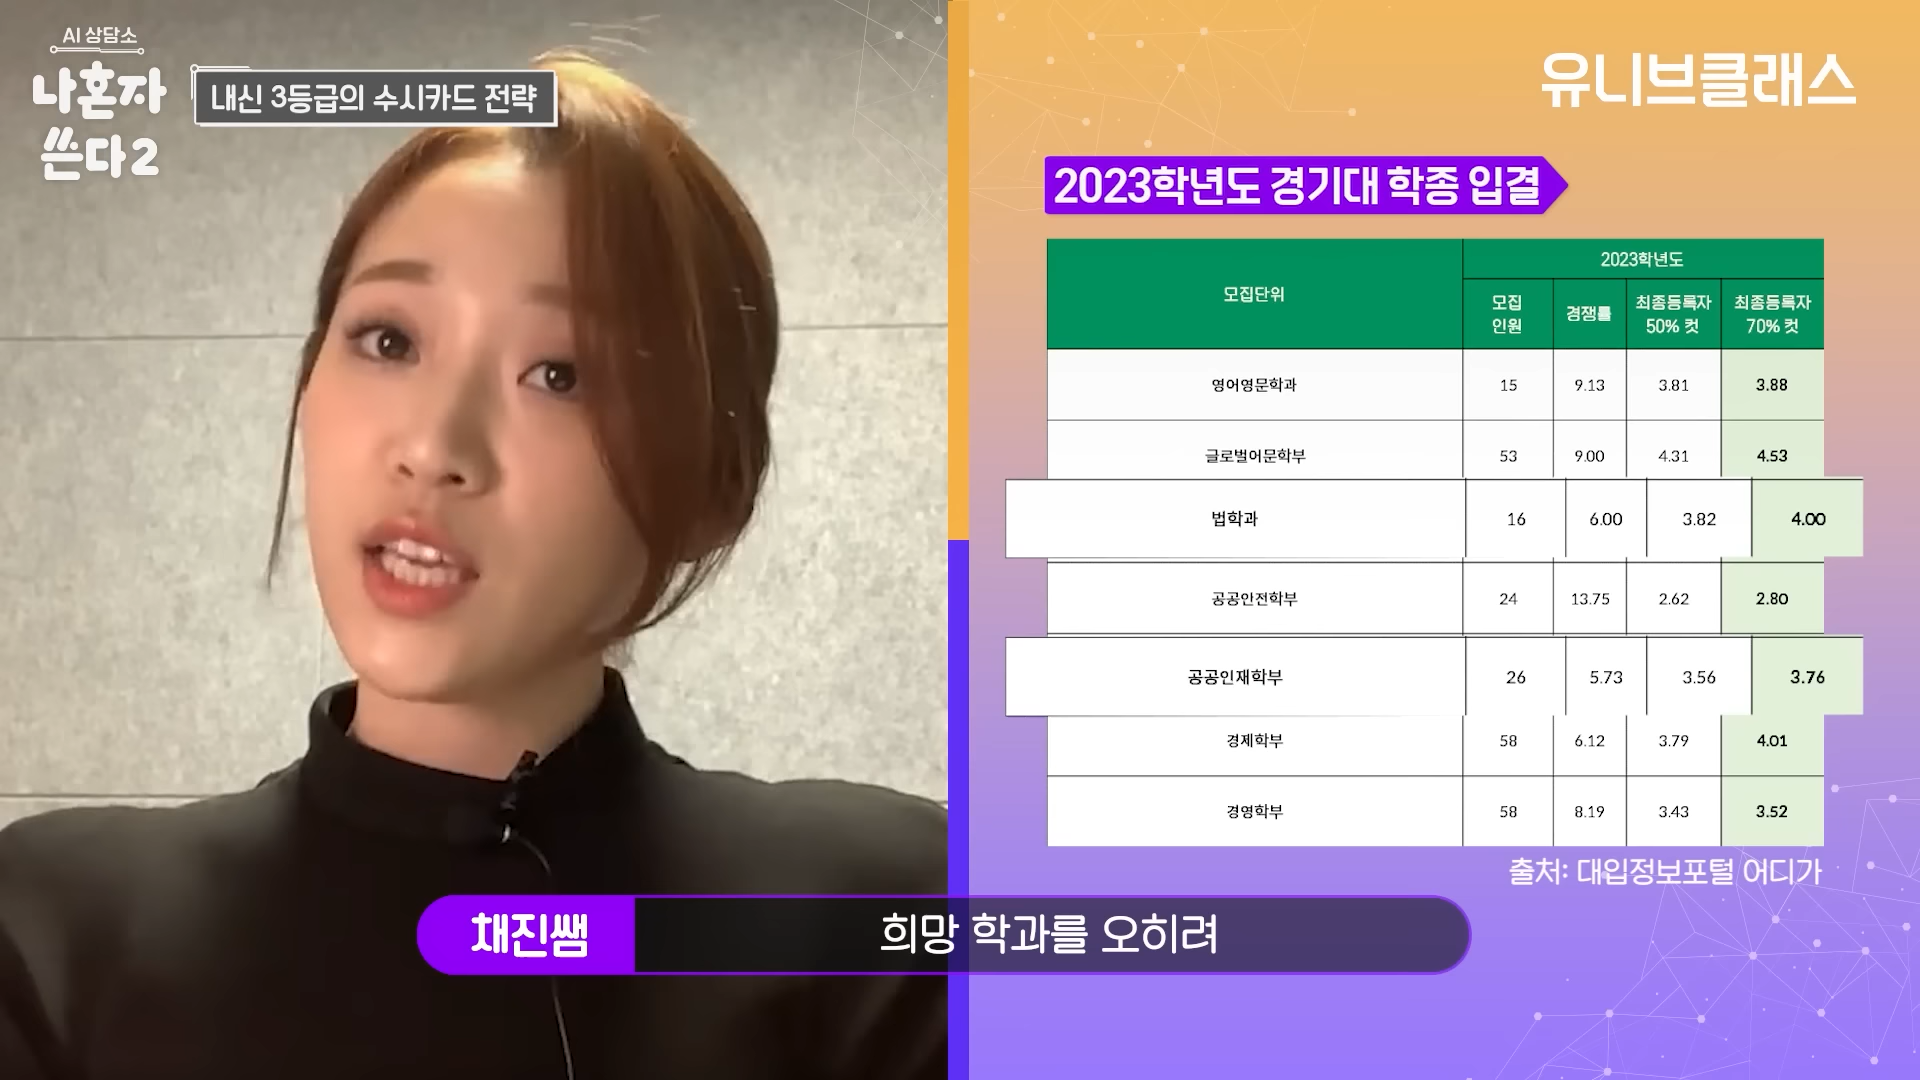 AI 상담소
나혼자
쓴다2
내신 3등급의 수시카드 전략
유니브클래스
2023학년도 경기대 학종 입결
모집단위 2023학년도
모집 인원 경쟁률 최종등록자 50% 컷 최종등록자 70% 컷
영어영문학과 15 9.13 3.81 3.88
글로벌어문학부 53 9.00 4.31 4.53
법학과 16 6.00 3.82 4.00
공공안전학부 24 13.75 2.62 2.80
공공인재학부 26 5.73 3.56 3.76
경제학부 58 6.12 3.79 4.01
경영학부 58 8.19 3.43 3.52
출처: 대입정보포털 어디가
채진쌤 희망 학과를 오히려